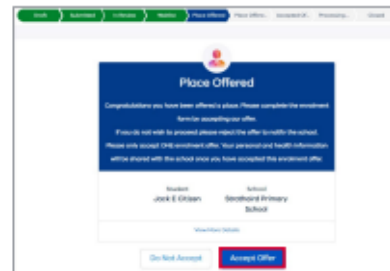 Draft Submitted In Review Waitlist Place Offered Place Offere... Accepted Of... Processing... Closed
Place Offered
Congratulations you have been offered a place. Please complete the enrolment
form by accepting our offer.
If you do not wish to proceed please reject the offer to notify the school.
Please only accept ONE enrolment offer. Your personal and health information
will be shared with the school once you have accepted this enrolment offer.
Student School
Jack E Citizen Strathaird Primary
School
View More Details
Do Not Accept Accept Offer